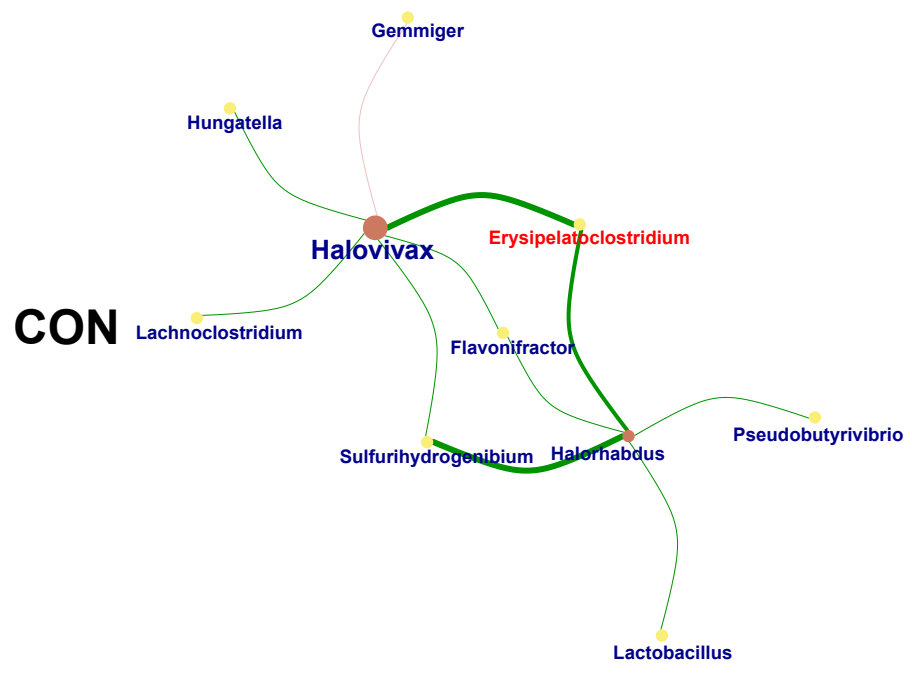 Gemmiger
Hungatella
Erysipelatoclostridium
Halovivax
CON
Lachnoclostridium
Flavonifractor
Pseudobutyrivibrio
Sulfurihydrogenibium
Halorhabdus
Lactobacillus